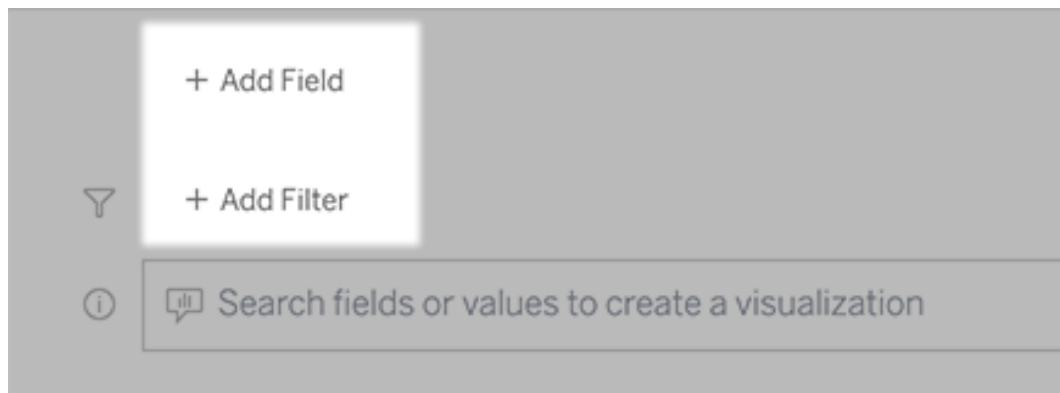 + Add Field
+ Add Filter
Search fields or values to create a visualization